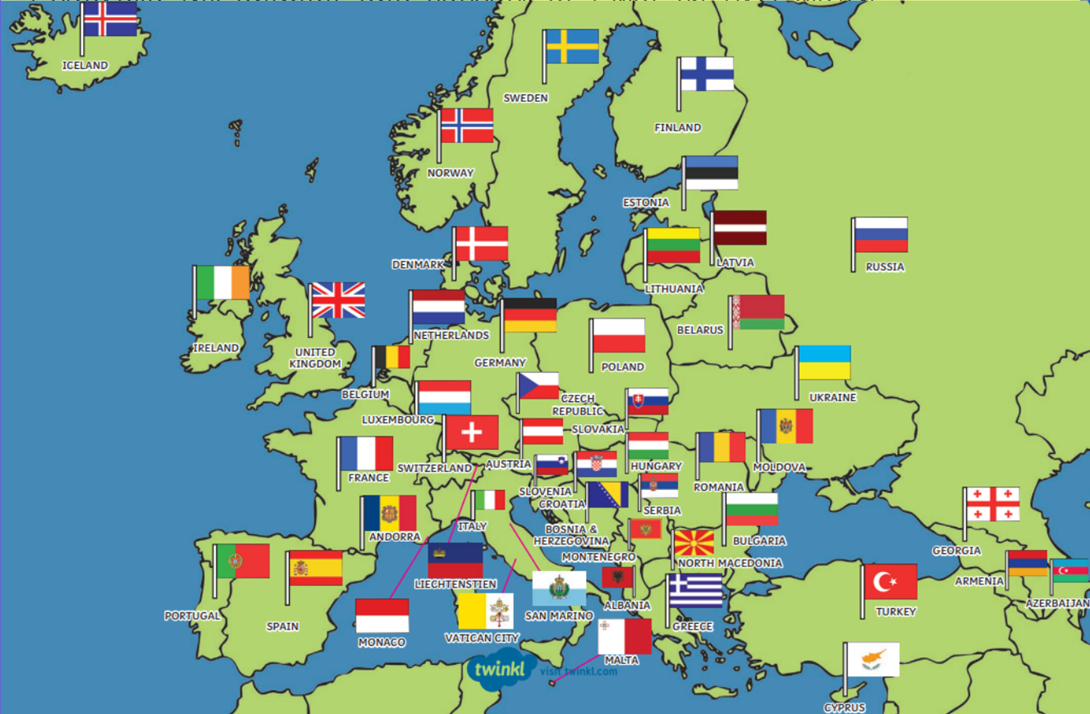 ICELAND
SWEDEN
FINLAND
NORWAY
ESTONIA
DENMARK
LATVIA
RUSSIA
LITHUANIA
IRELAND
UNITED
KINGDOM
NETHERLANDS
BELARUS
GERMANY
POLAND
BELGIUM
UKRAINE
CZECH
REPUBLIC
LUXEMBOURG
SLOVAKIA
FRANCE
SWITZERLAND
AUSTRIA
HUNGARY
MOLDOVA
ROMANIA
SLOVENIA
CROATIA
SERBIA
ITALY
ANDORRA
BOSNIA &
HERZEGOVINA
BULGARIA
GEORGIA
MONTENEGRO
NORTH MACEDONIA
LIECHTENSTIEN
ARMENIA
AZERBAIJAN
PORTUGAL
SPAIN
SAN MARINO
ALBANIA
TURKEY
MONACO
VATICAN CITY
GREECE
MALTA
twinkl
visit twinkl.com
CYPRUS